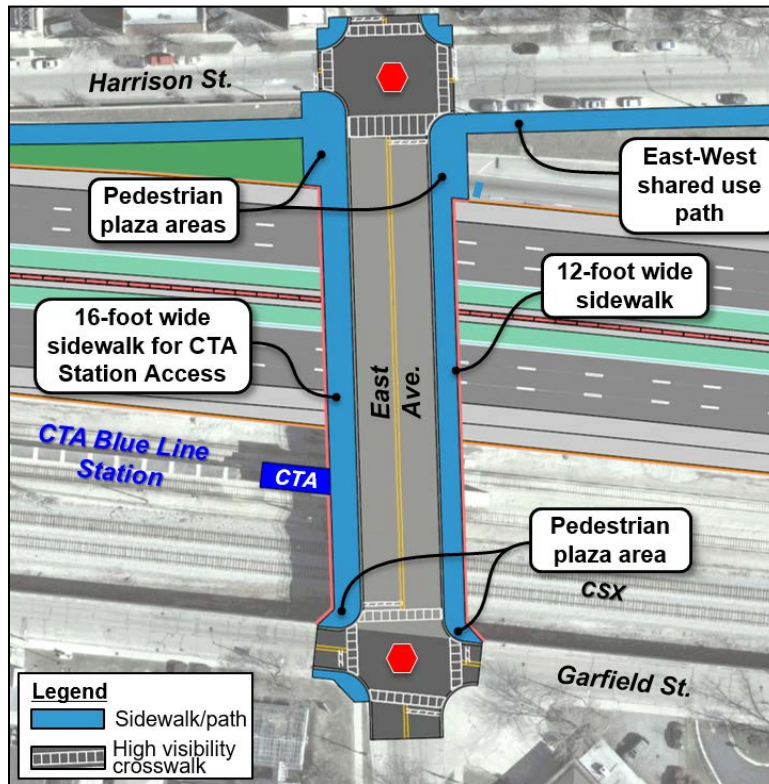 Harrison St.
Pedestrian
plaza areas
East-West
shared use
path
16-foot wide
sidewalk for CTA
Station Access
12-foot wide
sidewalk
East
Ave.
CTA Blue Line
Station
CTA
Pedestrian
plaza area
CSX
Garfield St.
Legend
Sidewalk/path
High visibility
crosswalk